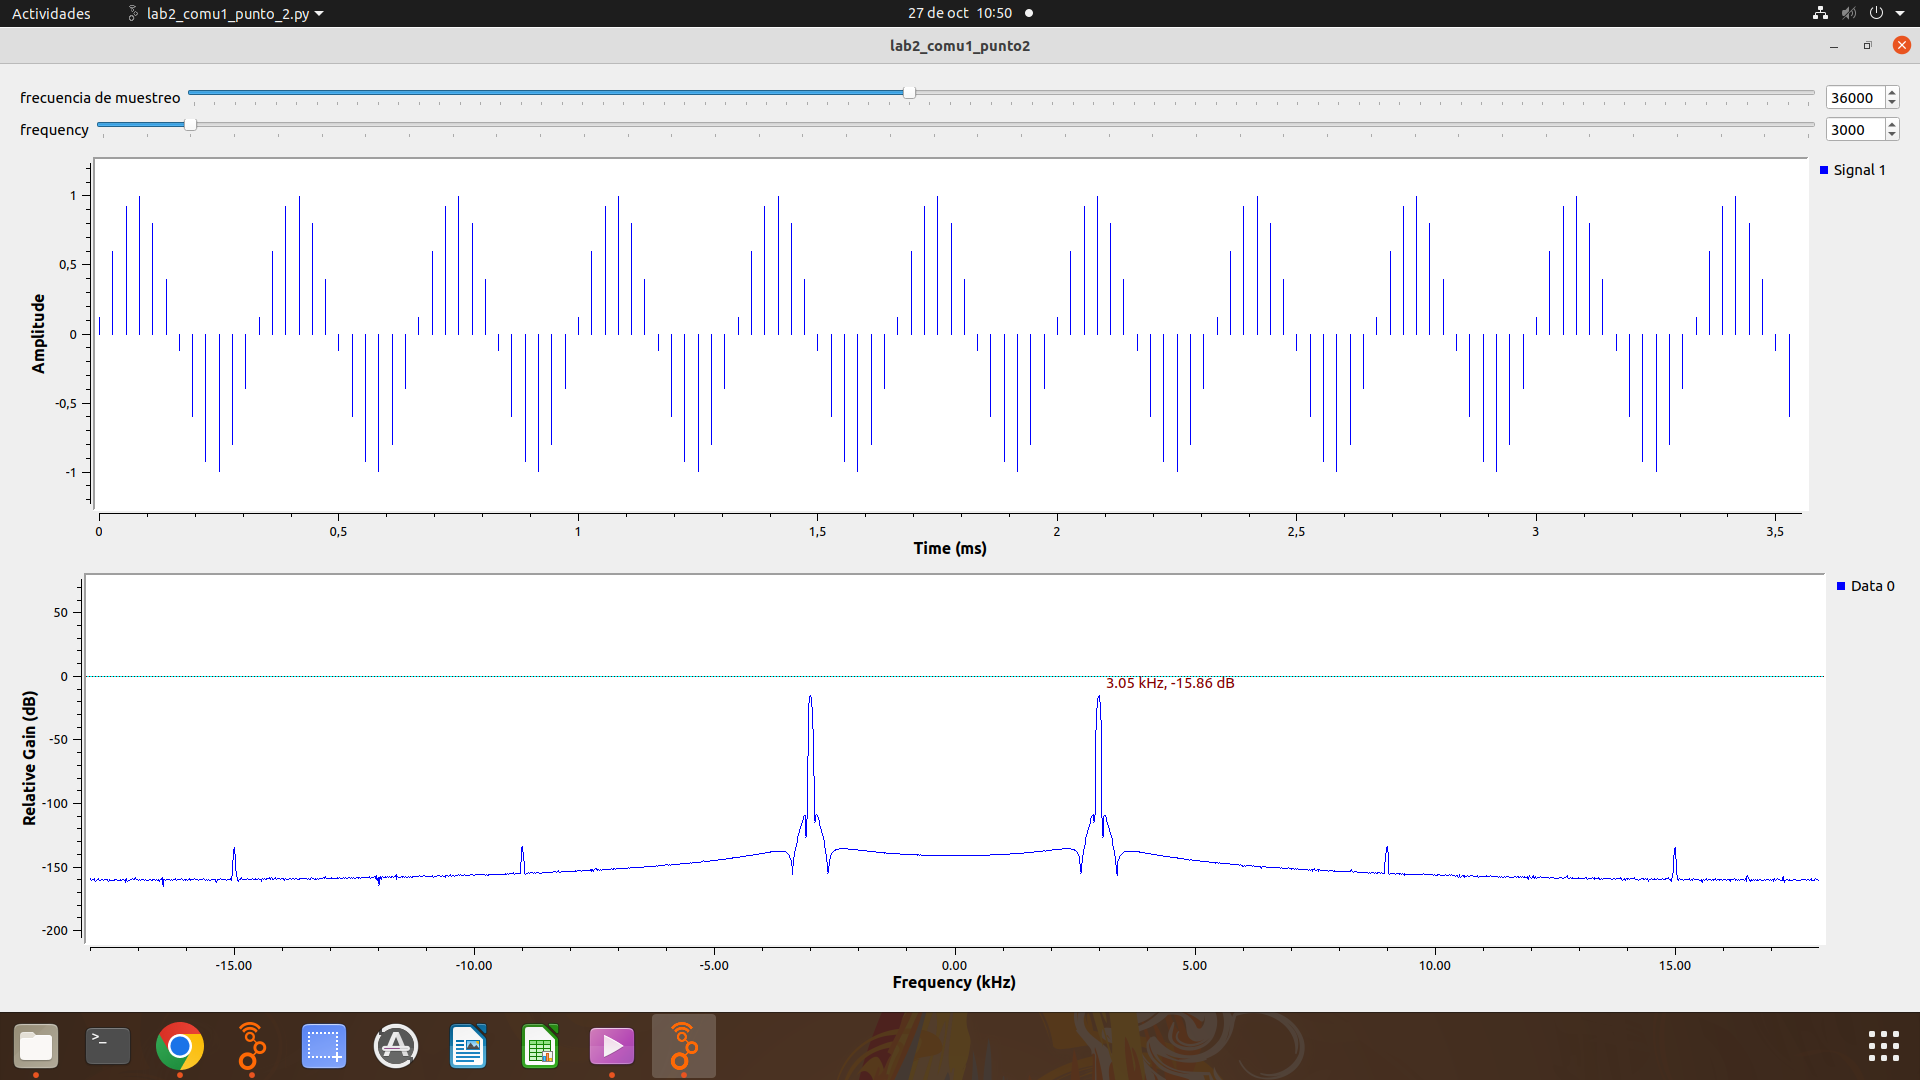 Actividades lab2_comu1_punto_2.py 27 de oct 10:50
lab2_comu1_punto2
frecuencia de muestreo 36000
frequency 3000
Signal 1
1
0,5
0
-0,5
-1
Amplitude
0 0,5 1 1,5 2 2,5 3 3,5
Time (ms)
Data 0
50
0
-50
-100
-150
-200
Relative Gain (dB)
3.05 kHz, -15.86 dB
-15.00 -10.00 -5.00 0.00 5.00 10.00 15.00
Frequency (kHz)
>_